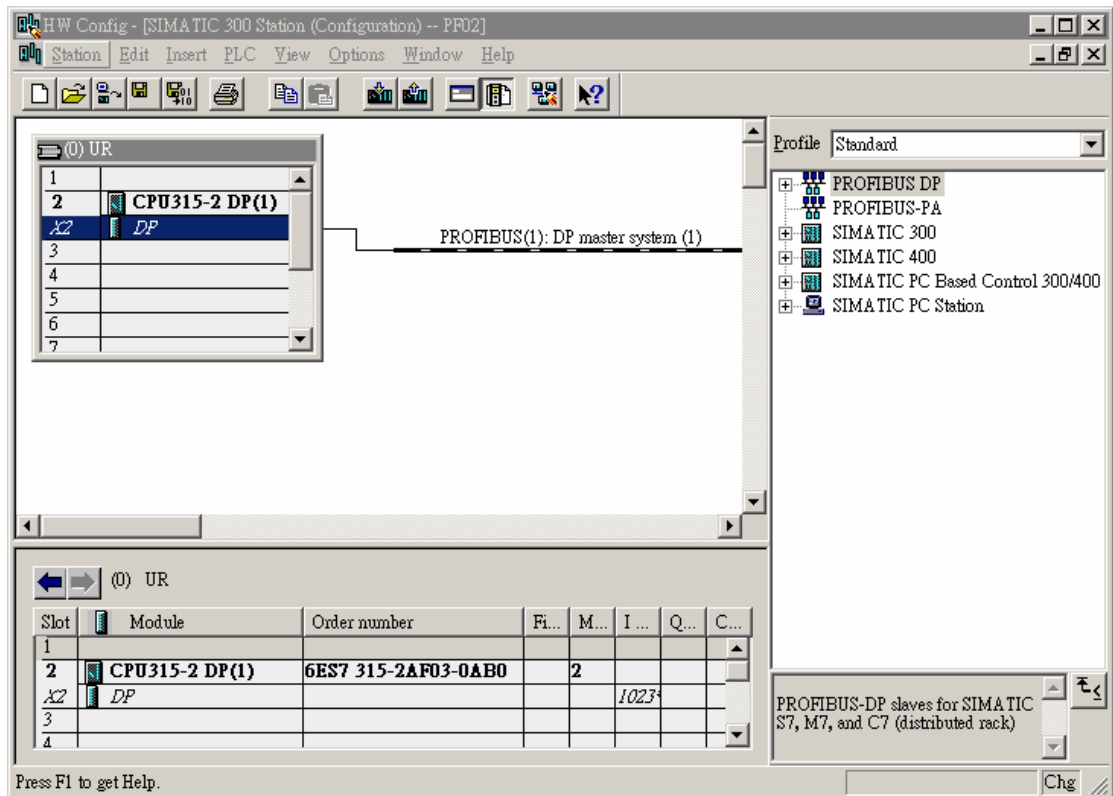 HW Config - [SIMATIC 300 Station (Configuration) -- PF02]
Station Edit Insert PLC View Options Window Help
(0) UR
1
2 CPU315-2 DP(1)
X2 DP
3
4
5
6
7
PROFIBUS(1): DP master system (1)
Profile Standard
PROFIBUS DP
PROFIBUS-PA
SIMATIC 300
SIMATIC 400
SIMATIC PC Based Control 300/400
SIMATIC PC Station
(0) UR
Slot Module Order number Fi... M... I ... Q... C...
1
2 CPU315-2 DP(1) 6ES7 315-2AF03-0AB0 2
X2 DP 1023
3
4
PROFIBUS-DP slaves for SIMATIC
S7, M7, and C7 (distributed rack)
Press F1 to get Help. Chg